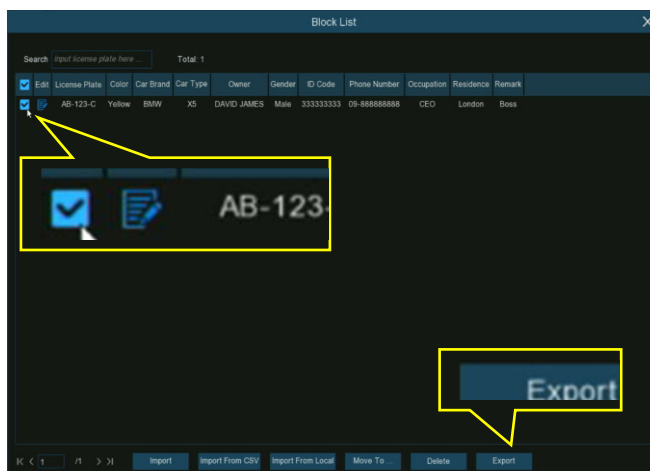 Block List X
Search Input license plate here ... Total: 1
Edit License Plate Color Car Brand Car Type Owner Gender ID Code Phone Number Occupation Residence Remark
AB-123-C Yellow BMW X5 DAVID JAMES Male 333333333 09-888888888 CEO London Boss
AB-123-
Export
1 /1 Import Import From CSV Import From Local Move To ... Delete Export